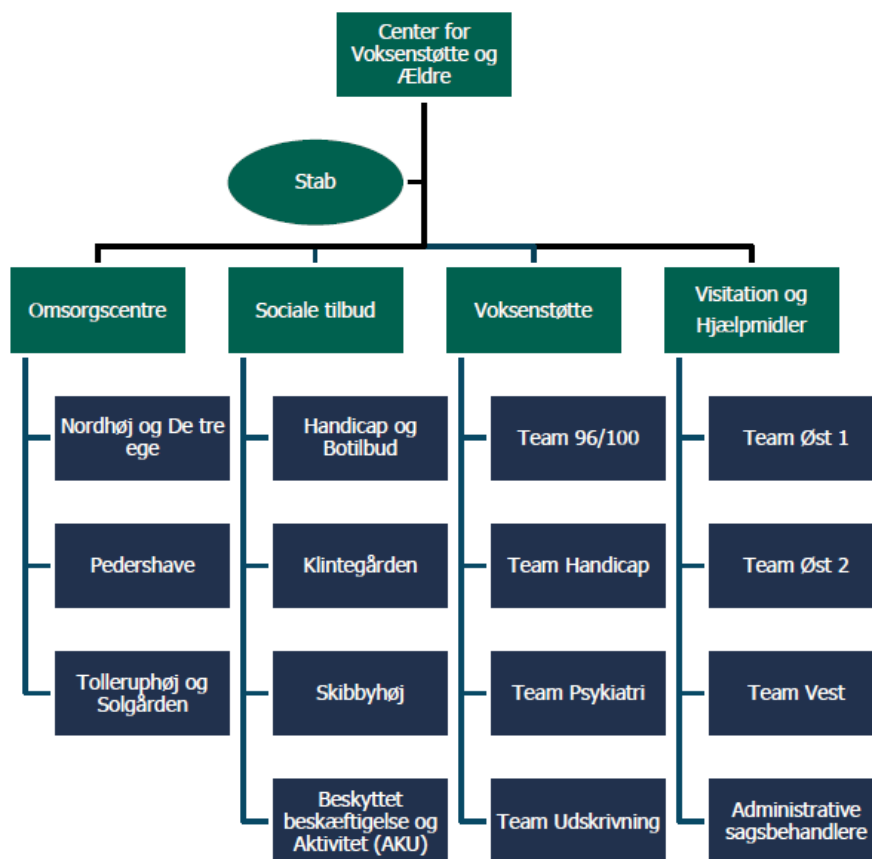 Center for
Voksenstøtte og
Ældre
Stab
Omsorgscentre
Sociale tilbud
Voksenstøtte
Visitation og
Hjælpmidler
Nordhøj og De tre
ege
Handicap og
Botilbud
Team 96/100
Team Øst 1
Pedershave
Klintegården
Team Handicap
Team Øst 2
Tolleruphøj og
Solgården
Skibbyhøj
Team Psykiatri
Team Vest
Beskyttet
beskæftigelse og
Aktivitet (AKU)
Team Udskrivning
Administrative
sagsbehandlere